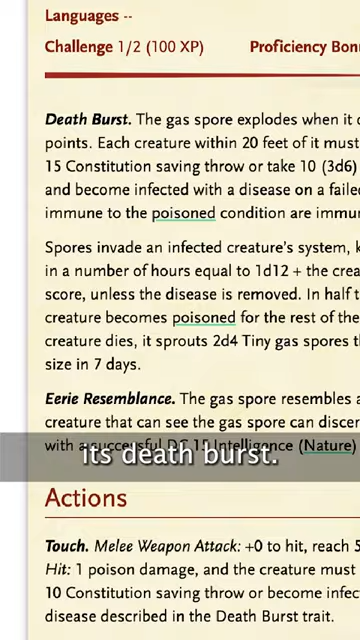 Languages --
Challenge 1/2 (100 XP) Proficiency Bon
Death Burst. The gas spore explodes when it
points. Each creature within 20 feet of it must
15 Constitution saving throw or take 10 (3d6)
and become infected with a disease on a faile
immune to the poisoned condition are immu
Spores invade an infected creature's system,
in a number of hours equal to 1d12 + the crea
score, unless the disease is removed. In half t
creature becomes poisoned for the rest of the
creature dies, it sprouts 2d4 Tiny gas spores t
size in 7 days.
Eerie Resemblance. The gas spore resembles a
creature that can see the gas spore can discer
with a successful DC 15 Intelligence (Nature)
its death burst.
Actions
Touch. Melee Weapon Attack: +0 to hit, reach 5
Hit: 1 poison damage, and the creature must
10 Constitution saving throw or become infec
disease described in the Death Burst trait.